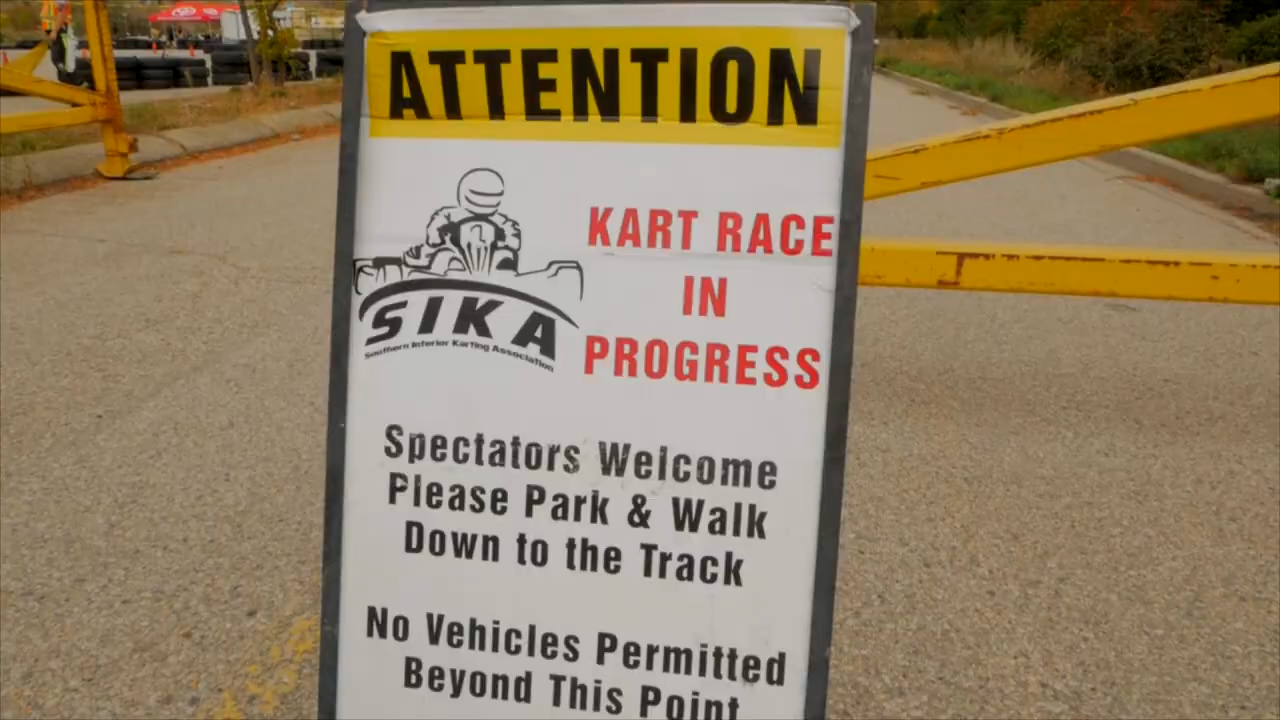 ATTENTION
KART RACE
IN
PROGRESS
SIKA
Southern Interior Karting Association
Spectators Welcome
Please Park & Walk
Down to the Track
No Vehicles Permitted
Beyond This Point